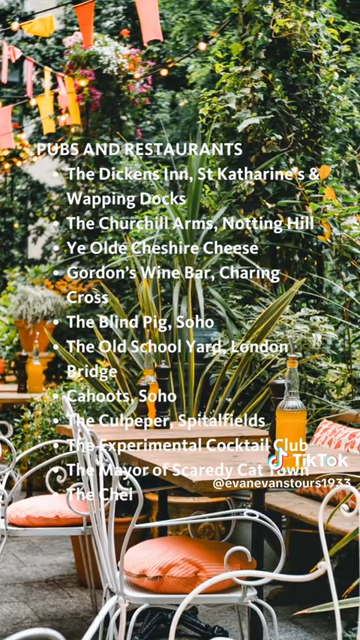 PUBS AND RESTAURANTS
• The Dickens Inn, St Katharine's &
Wapping Docks
• The Churchill Arms, Notting Hill
• Ye Olde Cheshire Cheese
• Gordon's Wine Bar, Charing
Cross
• The Blind Pig, Soho
• The Old School Yard, London
Bridge
• Cahoots, Soho
• The Culpeper, Spitalfields
• The Experimental Cocktail Club
• The Mayor of Scaredy Cat Town
• The Chel
TikTok
@evanevanstours1933